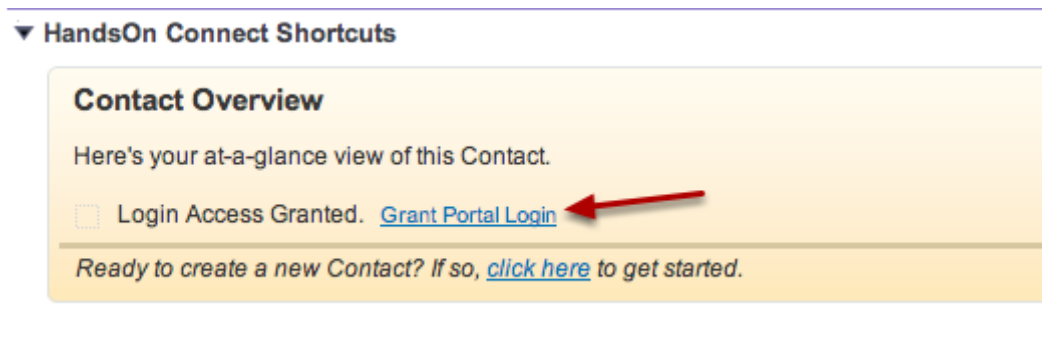 HandsOn Connect Shortcuts
Contact Overview
Here's your at-a-glance view of this Contact.
Login Access Granted. Grant Portal Login
Ready to create a new Contact? If so, click here to get started.